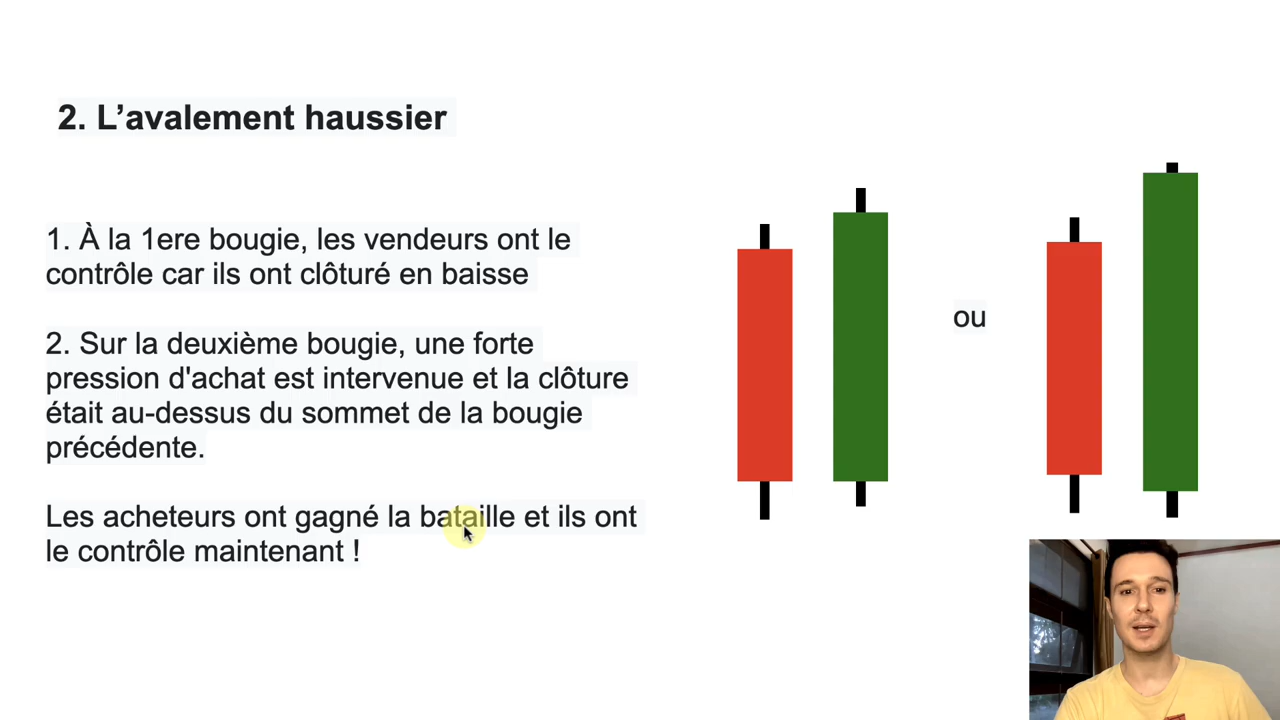 2. L’avalement haussier
1. À la 1ere bougie, les vendeurs ont le
contrôle car ils ont clôturé en baisse
2. Sur la deuxième bougie, une forte
pression d'achat est intervenue et la clôture
était au-dessus du sommet de la bougie
précédente.
Les acheteurs ont gagné la bataille et ils ont
le contrôle maintenant !
ou